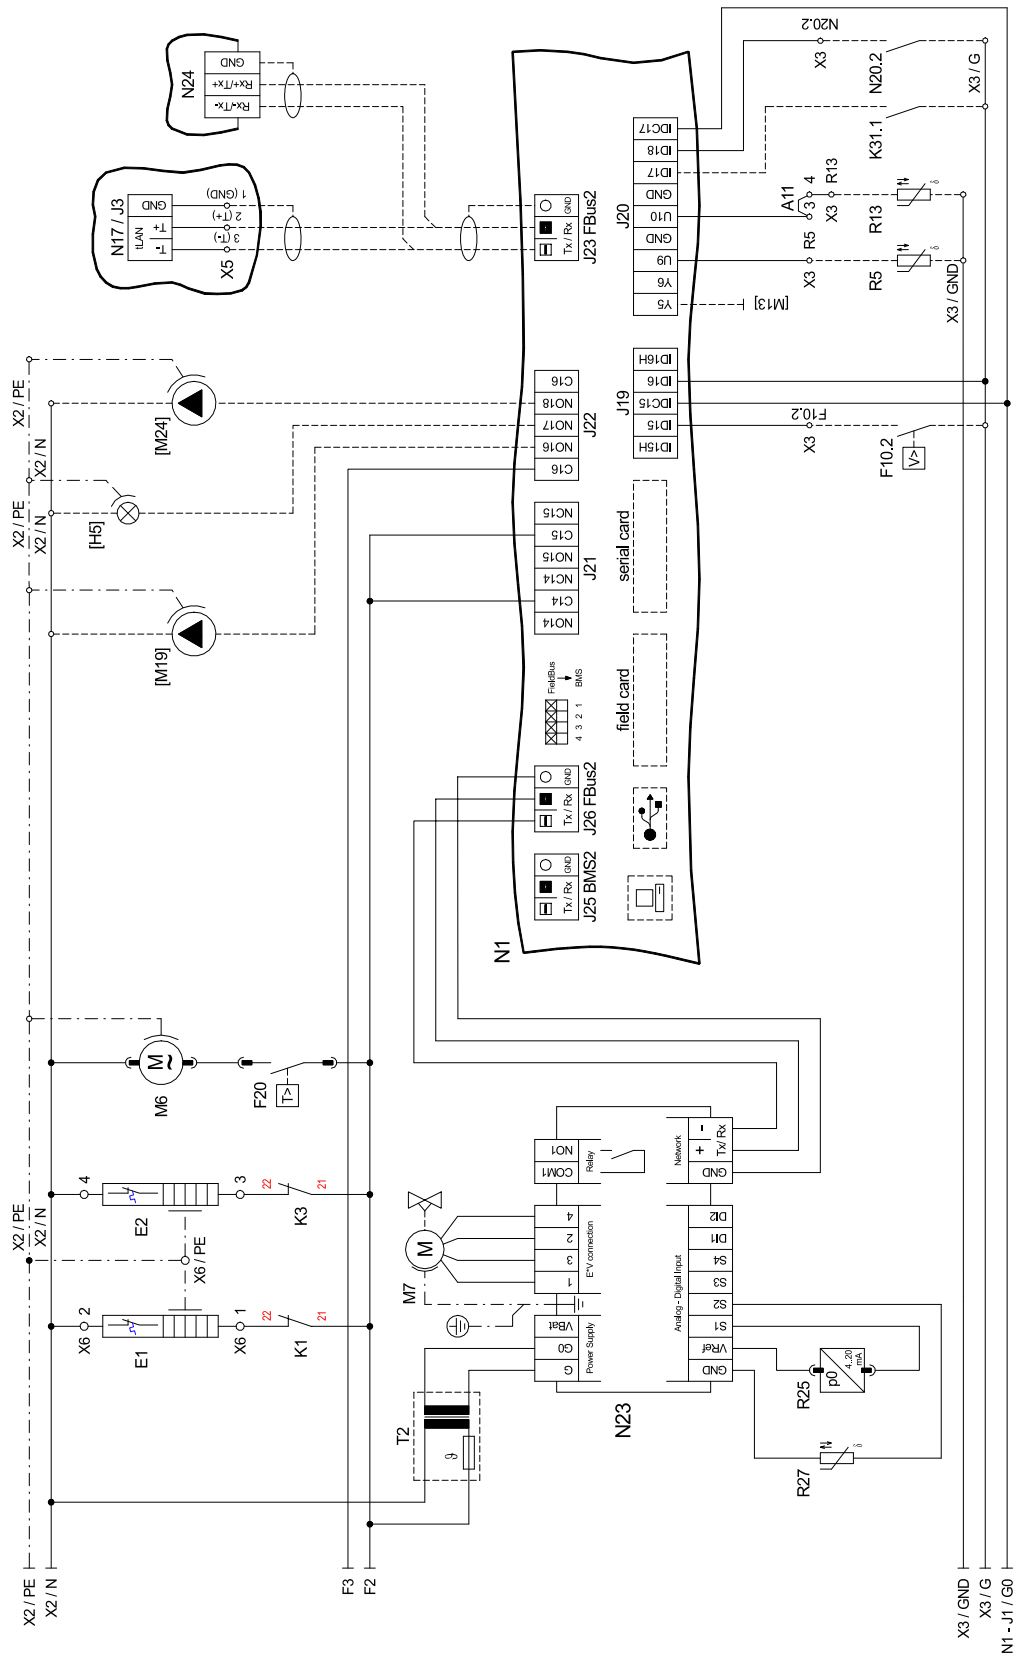 X2 / PE
X2 / N
X2 / PE
X2 / N
X2 / PE
X2 / N
X2 / PE
X2 / N
X6
2
E1
X6
1
22
21
K1
X6 / PE
4
E2
3
22
21
K3
M
~
M6
F20
T>
[M19]
[H5]
[M24]
N17 / J3
tLAN
T-
T+
GND
3 (T-)
2 (T+)
1 (GND)
X5
N24
Rx-/Tx-
Rx+/Tx+
GND
F3
F2
T2
ϑ
M
M7
G
G0
VBat
Power Supply
1
3
2
4
E*V connection
COM1
NO1
Relay
N23
Analog - Digital Input
Network
GND
VRef
S1
S2
S3
S4
DI1
DI2
GND
+
-
Tx/ Rx
R25
p0
4..20
mA
R27
δ
N1
Tx / Rx
GND
J25 BMS2
Tx / Rx
GND
J26 FBus2
FieldBus
BMS
4
3
2
1
NO14
C14
NC14
NO15
C15
NC15
J21
C16
NO16
NO17
NO18
C16
J22
Tx / Rx
GND
J23 FBus2
field card
serial card
J19
ID15H
ID15
IDC15
ID16
ID16H
J20
Y5
Y6
U9
GND
U10
GND
ID17
ID18
IDC17
[M13]
F10.2
X3
F10.2
V>
R5
X3
R5
δ
A11
3
4
X3
R13
R13
δ
K31.1
N20.2
X3
N20.2
X3 / GND
X3 / G
X3 / GND
X3 / G
N1 - J1 / G0